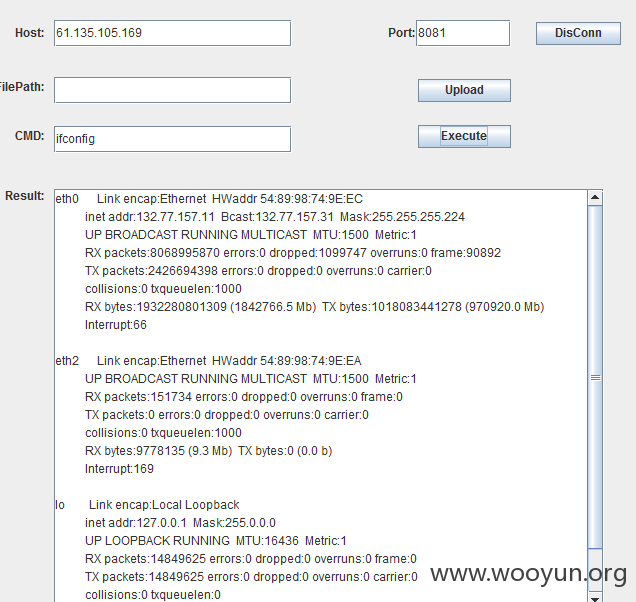 Host: 61.135.105.169 Port: 8081 DisConn
FilePath: Upload
CMD: ifconfig Execute
Result:
eth0 Link encap:Ethernet HWaddr 54:89:98:74:9E:EC
inet addr:132.77.157.11 Bcast:132.77.157.31 Mask:255.255.255.224
UP BROADCAST RUNNING MULTICAST MTU:1500 Metric:1
RX packets:8068995870 errors:0 dropped:1099747 overruns:0 frame:90892
TX packets:2426694398 errors:0 dropped:0 overruns:0 carrier:0
collisions:0 txqueuelen:1000
RX bytes:1932280801309 (1842766.5 Mb) TX bytes:1018083441278 (970920.0 Mb)
Interrupt:66
eth2 Link encap:Ethernet HWaddr 54:89:98:74:9E:EA
UP BROADCAST RUNNING MULTICAST MTU:1500 Metric:1
RX packets:151734 errors:0 dropped:0 overruns:0 frame:0
TX packets:0 errors:0 dropped:0 overruns:0 carrier:0
collisions:0 txqueuelen:1000
RX bytes:9778135 (9.3 Mb) TX bytes:0 (0.0 b)
Interrupt:169
lo Link encap:Local Loopback
inet addr:127.0.0.1 Mask:255.0.0.0
UP LOOPBACK RUNNING MTU:16436 Metric:1
RX packets:14849625 errors:0 dropped:0 overruns:0 frame:0
TX packets:14849625 errors:0 dropped:0 overruns:0 carrier:0
collisions:0 txqueuelen:0
www.wooyun.org